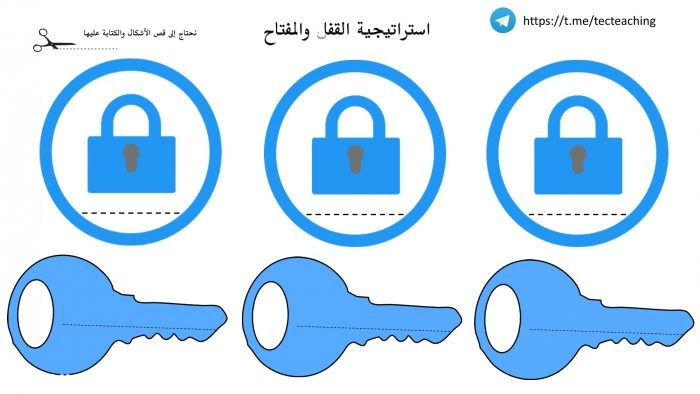 نحتاج إلى قص الأشكال والكتابة عليها
استراتيجية القفل والمفتاح
https://t.me/tecteaching